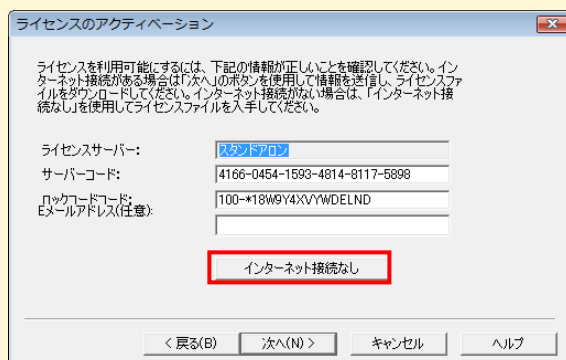 ライセンスのアクティベーション
ライセンスを利用可能にするには、下記の情報が正しいことを確認してください。イン
ターネット接続がある場合は「次へ」のボタンを使用して情報を送信し、ライセンスファ
イルをダウンロードしてください。インターネット接続がない場合は、「インターネット接
続なし」を使用してライセンスファイルを入手してください。
ライセンスサーバー: スタンドアロン
サーバーコード: 4166-0454-1593-4814-8117-5898
ロックコードコード: 100-*18W9Y4XVYWDELND
Eメールアドレス(任意):
インターネット接続なし
< 戻る(B) 次へ(N) > キャンセル ヘルプ